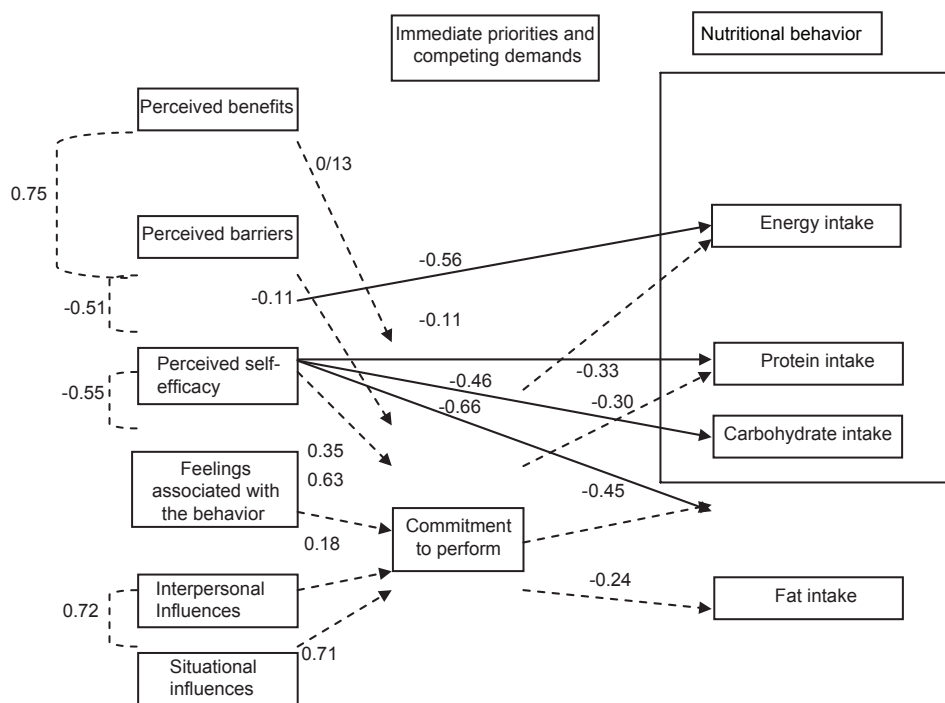 Immediate priorities and
competing demands
Nutritional behavior
Perceived benefits
0/13
0.75
Perceived barriers
Energy intake
-0.56
-0.11
-0.51
-0.11
Perceived self-
efficacy
Protein intake
-0.33
-0.46
-0.55
-0.66
-0.30
Carbohydrate intake
0.35
Feelings
associated with
the behavior
0.63
-0.45
Commitment
to perform
0.18
Interpersonal
Influences
-0.24
Fat intake
0.72
0.71
Situational
influences